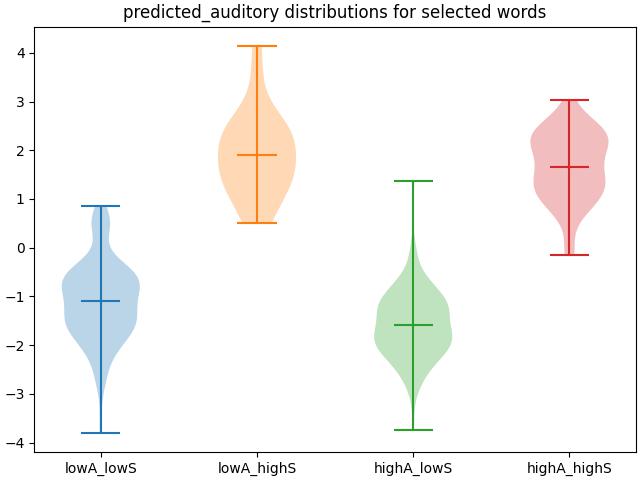 predicted_auditory distributions for selected words
4
3
2
1
0
−1
−2
−3
−4
lowA_lowS
lowA_highS
highA_lowS
highA_highS